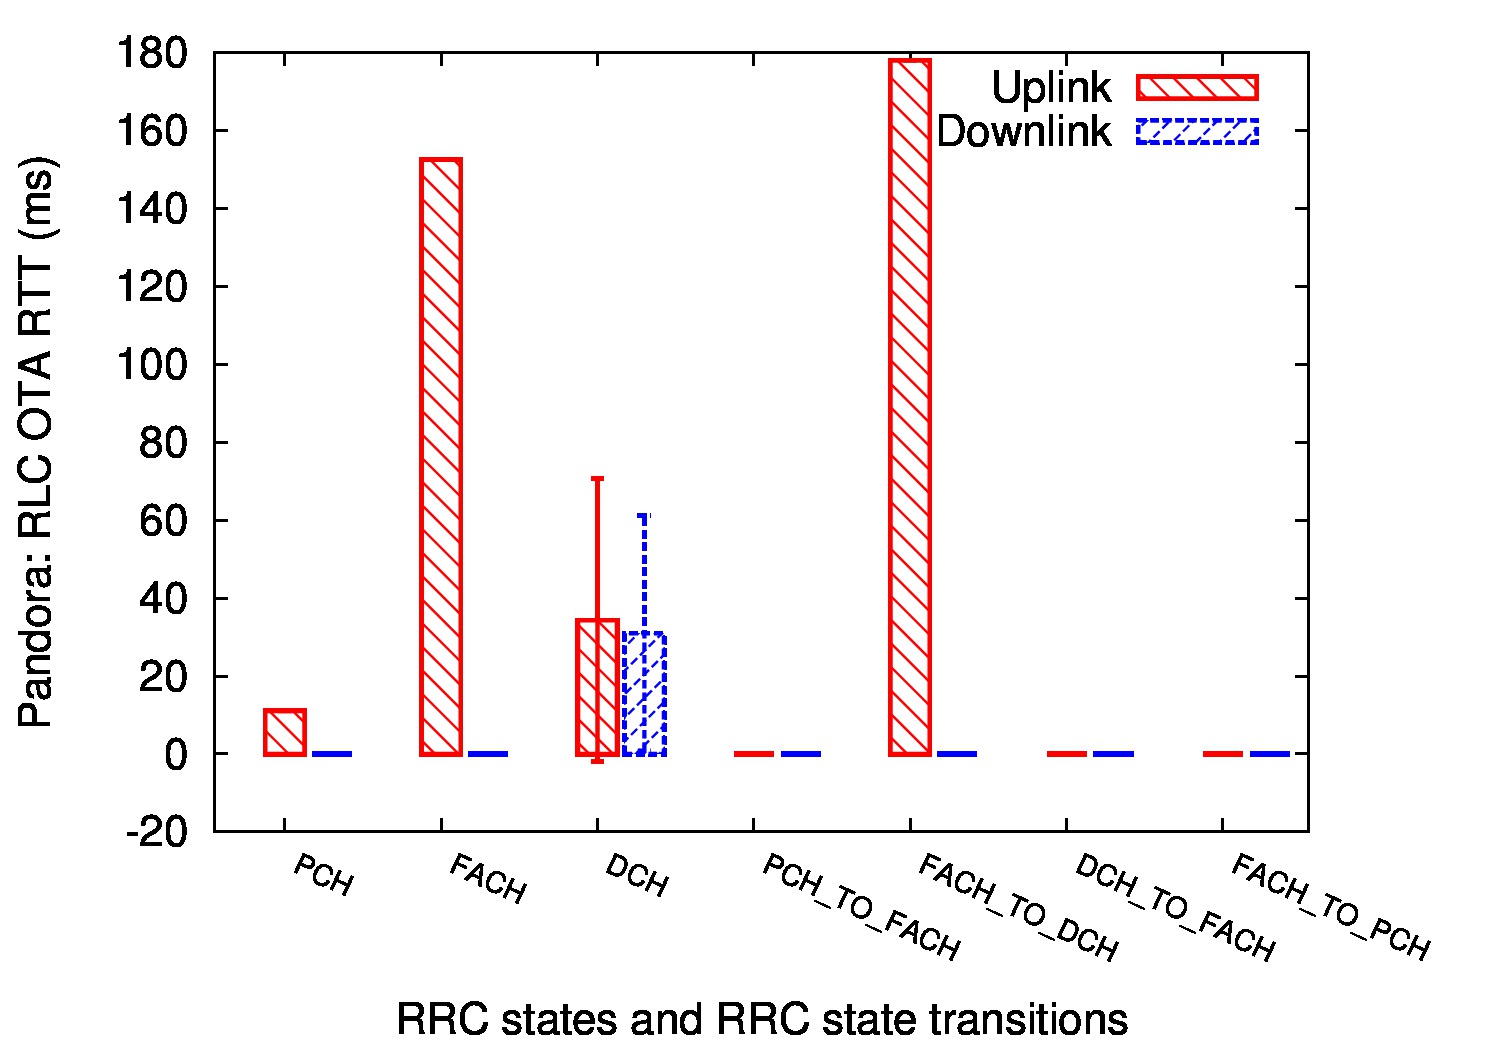 180
160
140
120
100
80
60
40
20
0
-20
Pandora: RLC OTA RTT (ms)
Uplink
Downlink
PCH
FACH
DCH
PCH_TO_FACH
FACH_TO_DCH
DCH_TO_FACH
FACH_TO_PCH
RRC states and RRC state transitions